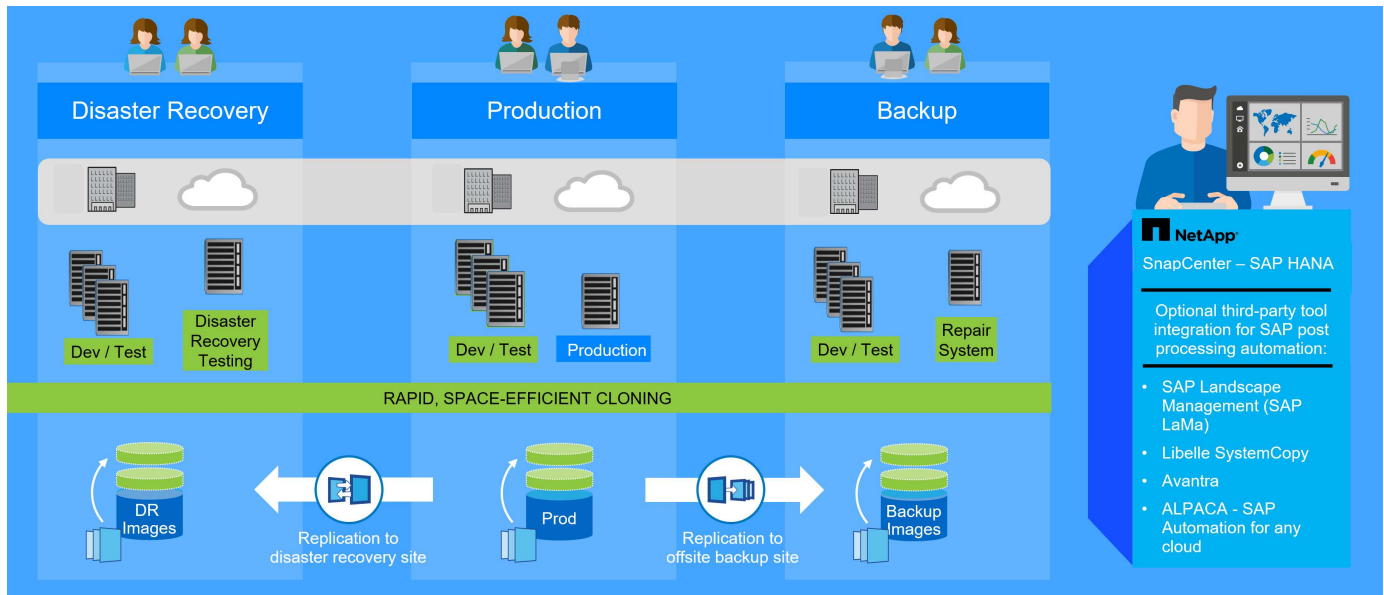 Disaster Recovery
Production
Backup
Dev / Test
Disaster
Recovery
Testing
Dev / Test
Production
Dev / Test
Repair
System
RAPID, SPACE-EFFICIENT CLONING
DR
Images
Replication to
disaster recovery site
Prod
Replication to
offsite backup site
Backup
Images
NetApp
SnapCenter – SAP HANA
Optional third-party tool
integration for SAP post
processing automation:
• SAP Landscape
Management (SAP
LaMa)
• Libelle SystemCopy
• Avantra
• ALPACA - SAP
Automation for any
cloud